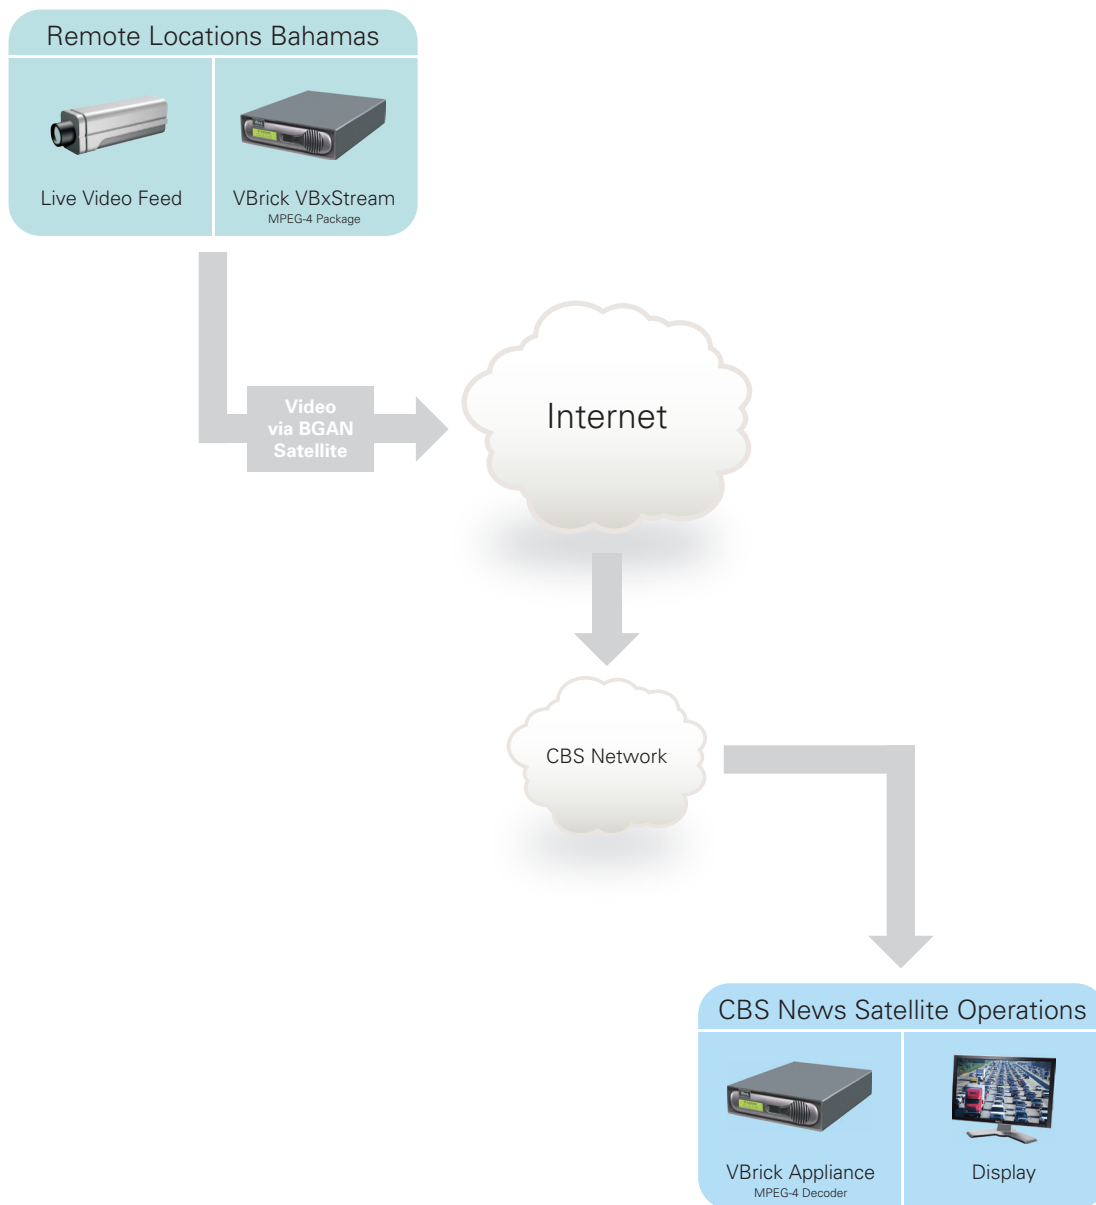 Remote Locations Bahamas
Live Video Feed
VBrick VBxStream
MPEG-4 Package
Video
via BGAN
Satellite
Internet
CBS Network
CBS News Satellite Operations
VBrick Appliance
MPEG-4 Decoder
Display